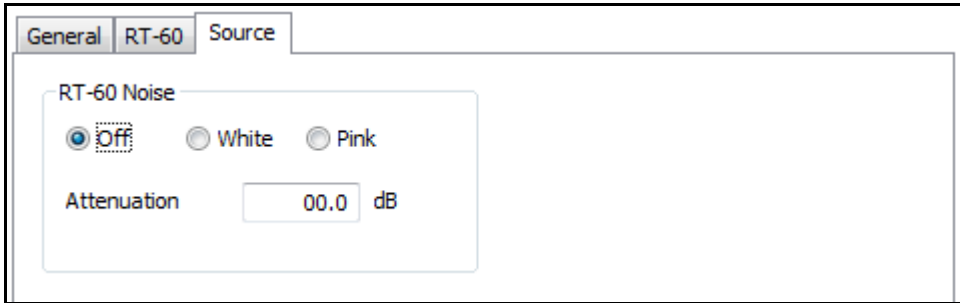 General RT-60 Source
RT-60 Noise
Off White Pink
Attenuation 00.0 dB